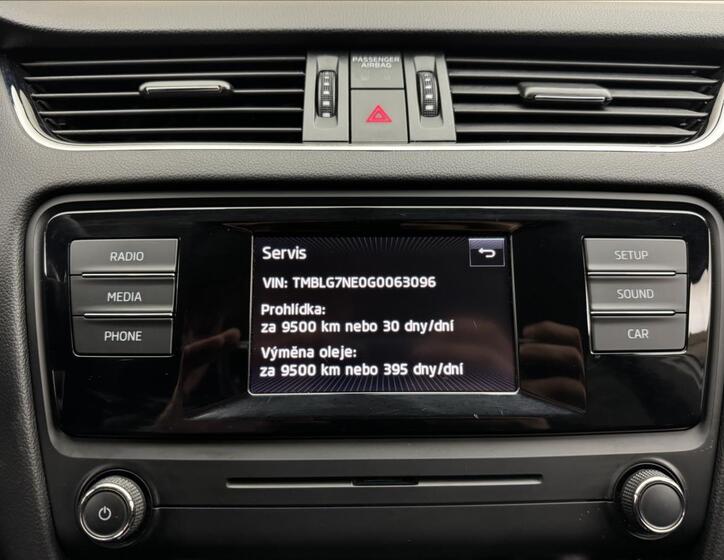 PASSENGER
AIRBAG
RADIO
MEDIA
PHONE
Servis
VIN: TMBLG7NE0G0063096
Prohlídka:
za 9500 km nebo 30 dny/dní
Výměna oleje:
za 9500 km nebo 395 dny/dní
SETUP
SOUND
CAR